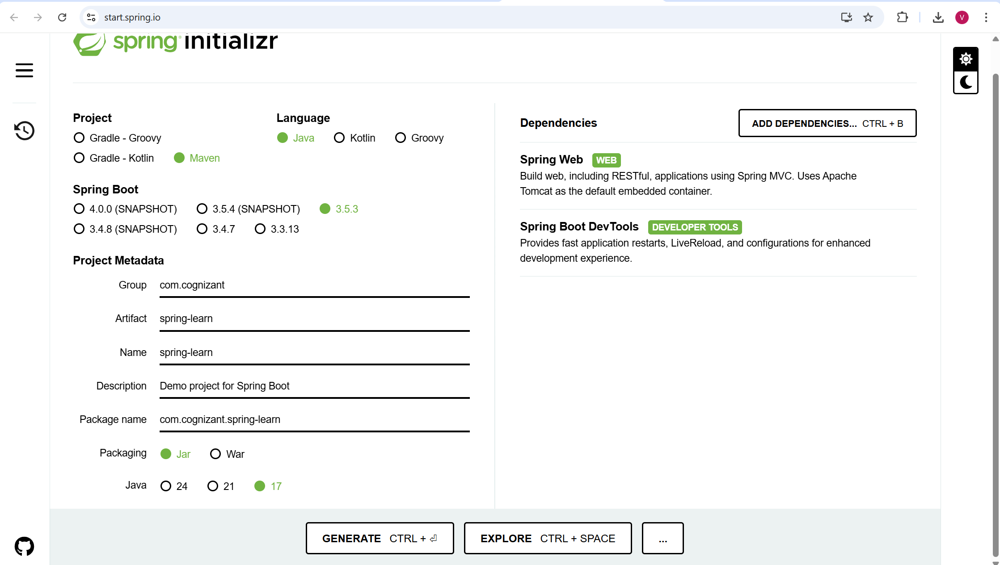 start.spring.io
V
spring® initializr
Project
Gradle - Groovy
Gradle - Kotlin
Maven
Language
Java
Kotlin
Groovy
Spring Boot
4.0.0 (SNAPSHOT)
3.5.4 (SNAPSHOT)
3.5.3
3.4.8 (SNAPSHOT)
3.4.7
3.3.13
Project Metadata
Group com.cognizant
Artifact spring-learn
Name spring-learn
Description Demo project for Spring Boot
Package name com.cognizant.spring-learn
Packaging Jar War
Java 24 21 17
Dependencies
ADD DEPENDENCIES... CTRL + B
Spring Web WEB
Build web, including RESTful, applications using Spring MVC. Uses Apache
Tomcat as the default embedded container.
Spring Boot DevTools DEVELOPER TOOLS
Provides fast application restarts, LiveReload, and configurations for enhanced
development experience.
GENERATE CTRL + ⏎
EXPLORE CTRL + SPACE
...